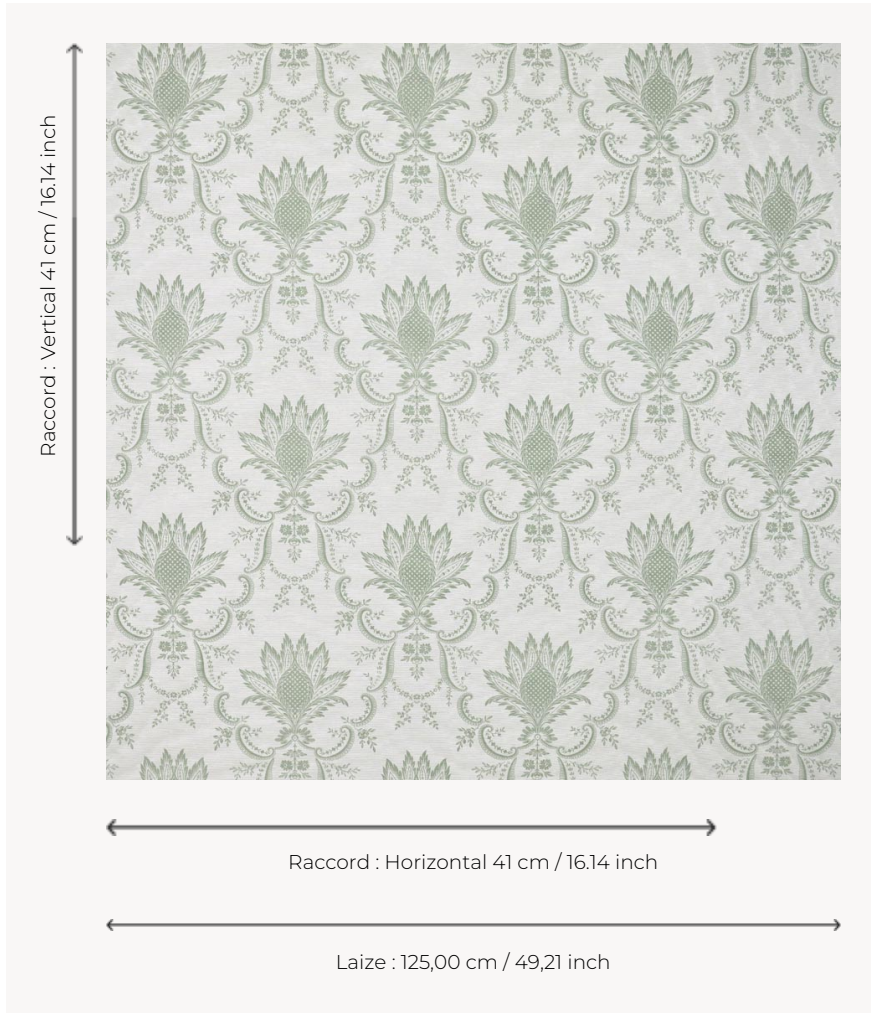 Raccord : Vertical 41 cm / 16.14 inch
Raccord : Horizontal 41 cm / 16.14 inch
Laize : 125,00 cm / 49,21 inch